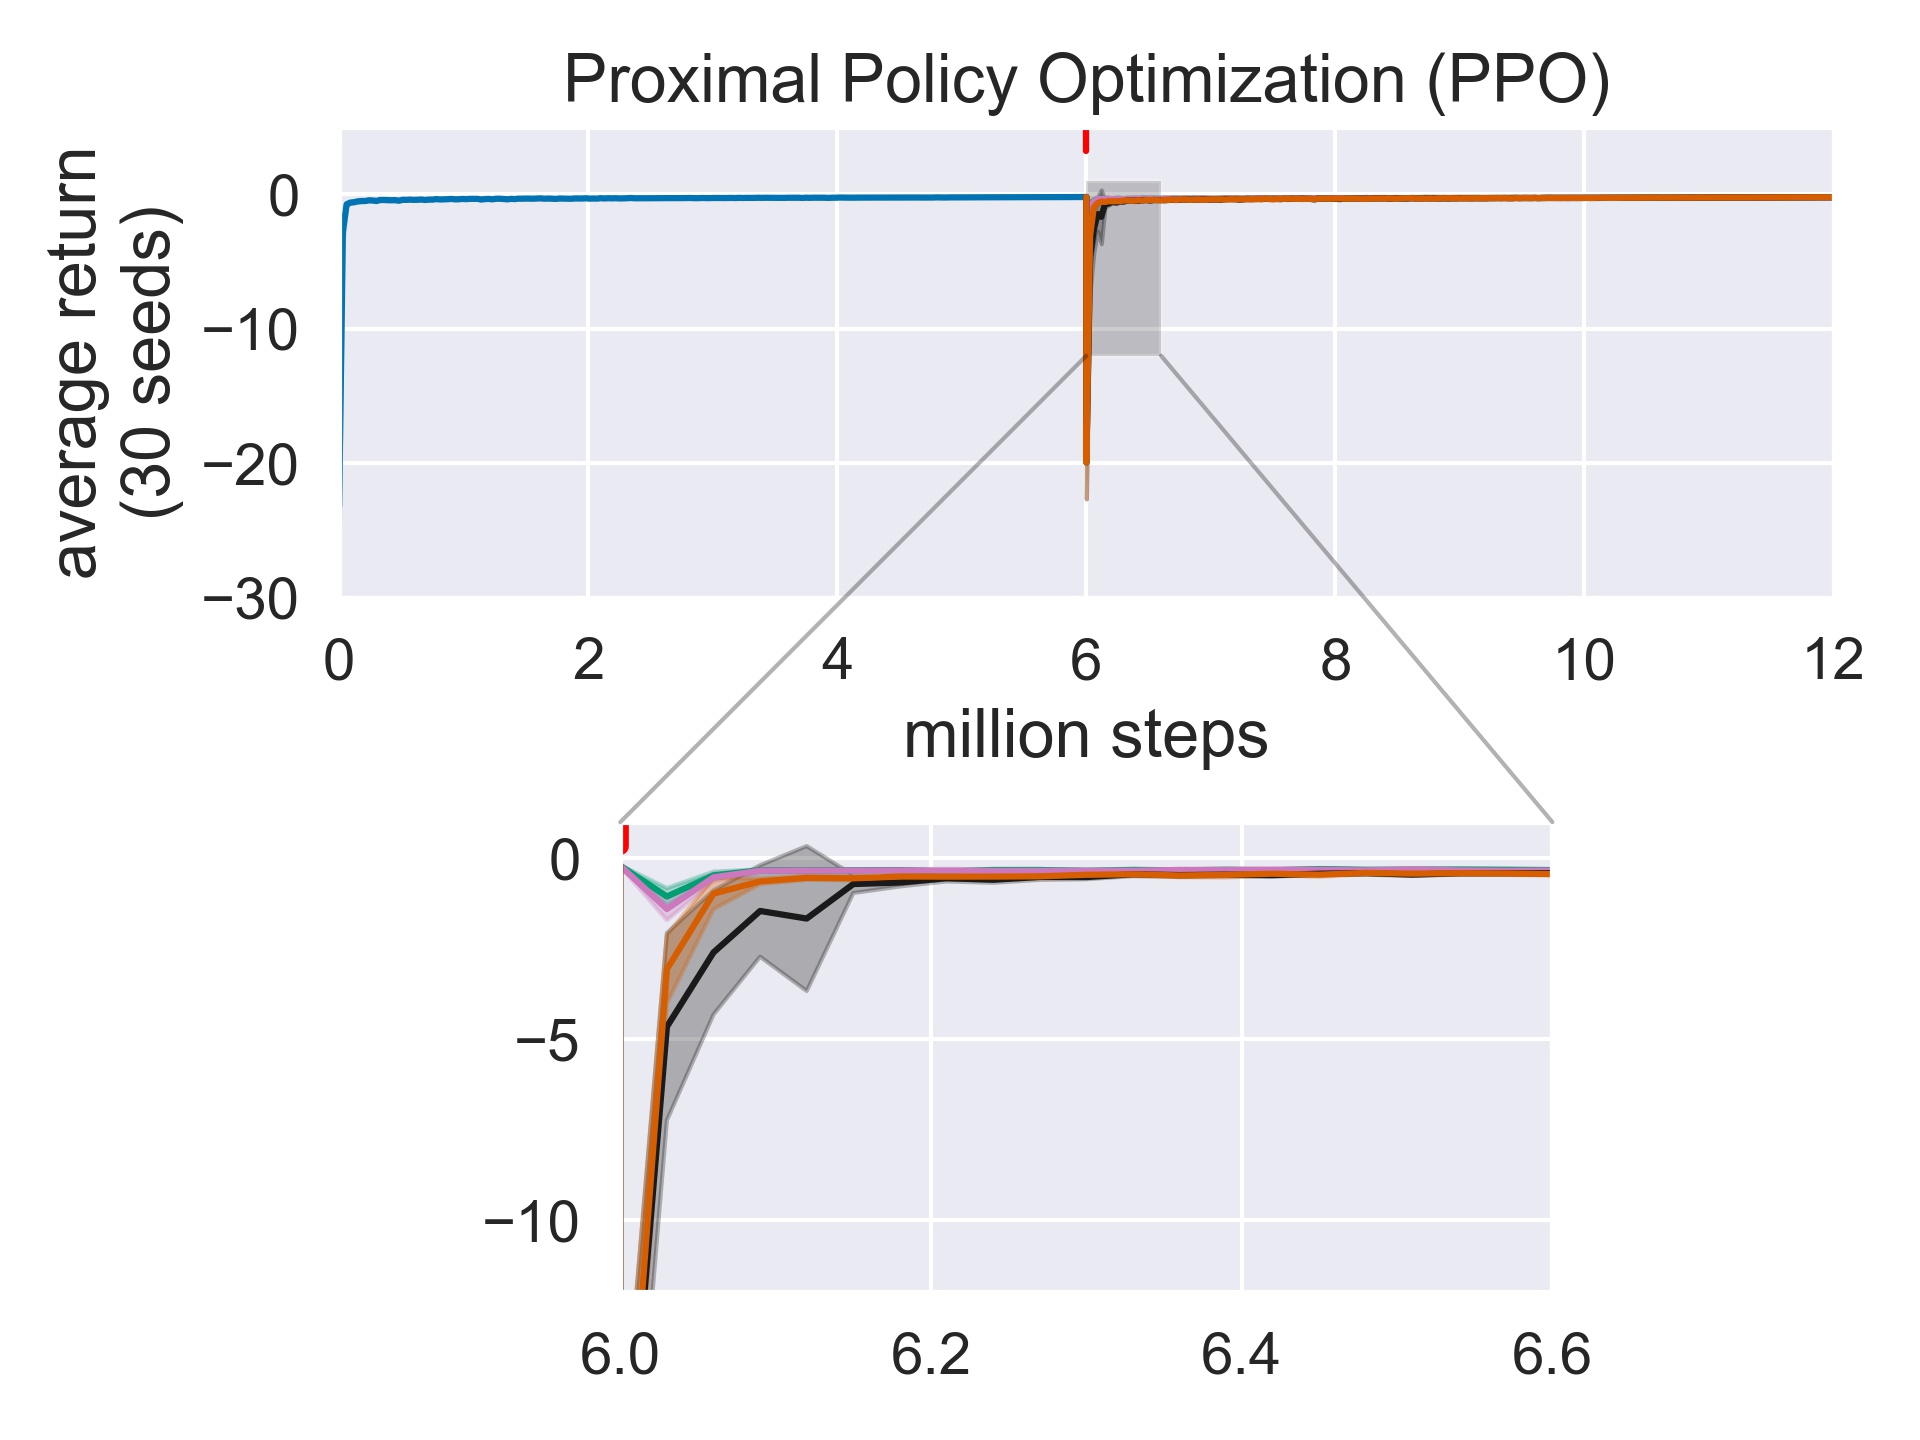 Proximal Policy Optimization (PPO)
average return
(30 seeds)
0
−10
−20
−30
0 2 4 6 8 10 12
million steps
0
−5
−10
6.0 6.2 6.4 6.6